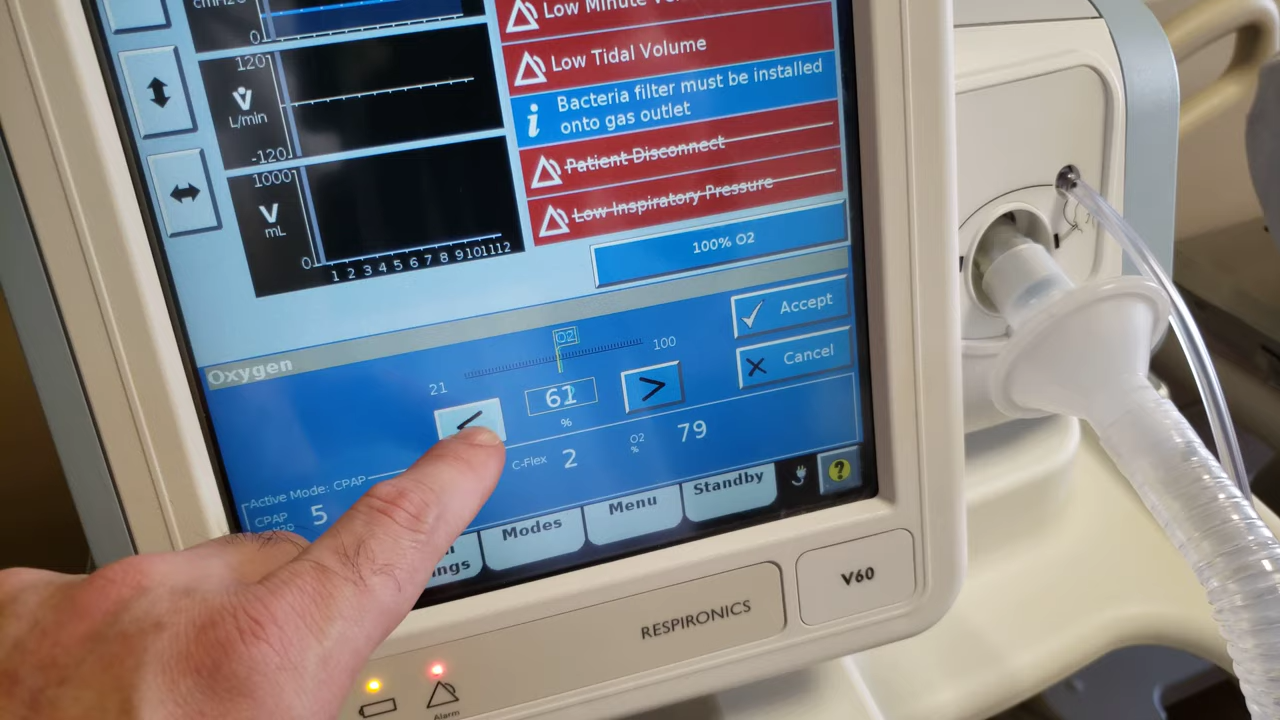 cmH2O
0
Low Minute
120
V
L/min
-120
Low Tidal Volume
i Bacteria filter must be installed
onto gas outlet
Patient Disconnect
Low Inspiratory Pressure
1000
V
mL
0
1 2 3 4 5 6 7 8 9 10 11 12
100% O2
Accept
Cancel
Oxygen
O2
21
100
<
>
%
C-Flex 2
O2
% 79
Active Mode: CPAP
CPAP 5
Modes
Menu
Standby
?
RESPIRONICS
V60
Alarm